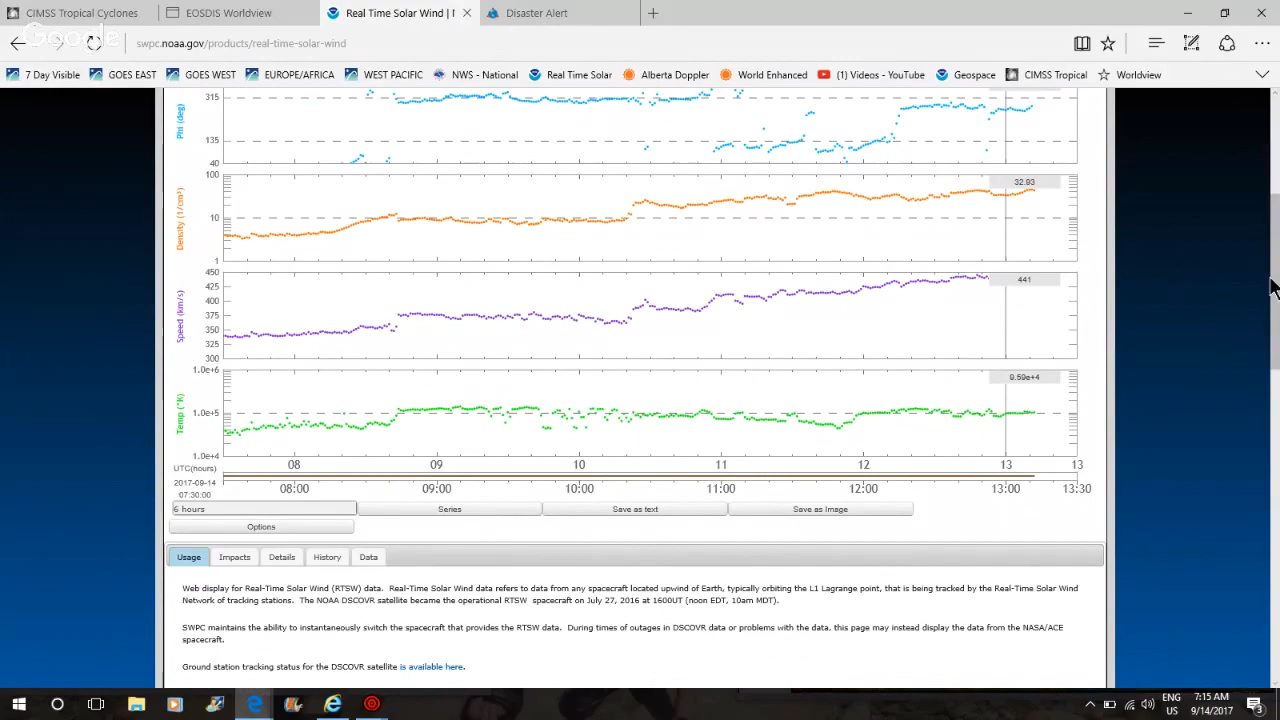 CIMSS Tropical Cyclones
EOSDIS Worldview
Real Time Solar Wind | N
Disaster Alert
Google
swpc.noaa.gov/products/real-time-solar-wind
7 Day Visible
GOES EAST
GOES WEST
EUROPE/AFRICA
WEST PACIFIC
NWS - National
Real Time Solar
Alberta Doppler
World Enhanced
(1) Videos - YouTube
Geospace
CIMSS Tropical
Worldview
Phi (deg)
315
135
40
Density (1/cm³)
100
10
1
32.93
Speed (km/s)
450
425
400
375
350
325
300
441
Temp (°K)
1.0e+6
1.0e+5
1.0e+4
9.59e+4
UTC(hours)
08 09 10 11 12 13 13
2017-09-14
07:30:00
08:00 09:00 10:00 11:00 12:00 13:00 13:30
6 hours
Series
Save as text
Save as Image
Options
Usage
Impacts
Details
History
Data
Web display for Real-Time Solar Wind (RTSW) data. Real-Time Solar Wind data refers to data from any spacecraft located upwind of Earth, typically orbiting the L1 Lagrange point, that is being tracked by the Real-Time Solar Wind
Network of tracking stations. The NOAA DSCOVR satellite became the operational RTSW spacecraft on July 27, 2016 at 1600UT (noon EDT, 10am MDT).
SWPC maintains the ability to instantaneously switch the spacecraft that provides the RTSW data. During times of outages in DSCOVR data or problems with the data, this page may instead display the data from the NASA/ACE
spacecraft.
Ground station tracking status for the DSCOVR satellite is available here.
ENG
US
7:15 AM
9/14/2017
3